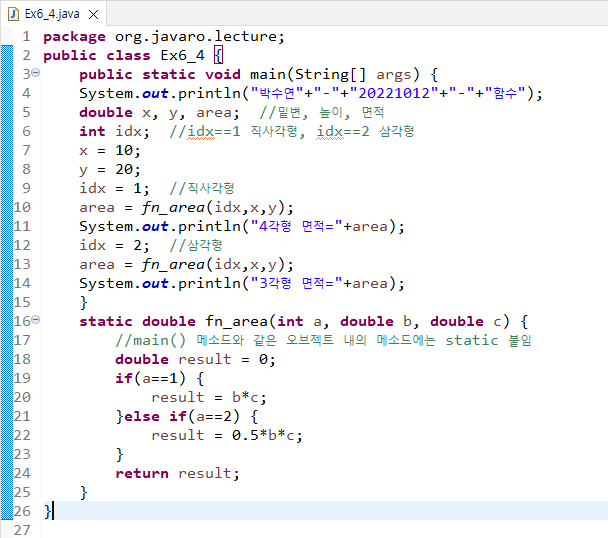 Ex6_4.java
1 package org.javaro.lecture;
2 public class Ex6_4 {
3 public static void main(String[] args) {
4 System.out.println("박수연"+"-"+"20221012"+"-"+"함수");
5 double x, y, area;  //밑변, 높이, 면적
6 int idx;  //idx==1 직사각형, idx==2 삼각형
7 x = 10;
8 y = 20;
9 idx = 1;  //직사각형
10 area = fn_area(idx,x,y);
11 System.out.println("4각형 면적="+area);
12 idx = 2;  //삼각형
13 area = fn_area(idx,x,y);
14 System.out.println("3각형 면적="+area);
15 }
16 static double fn_area(int a, double b, double c) {
17 //main() 메소드와 같은 오브젝트 내의 메소드에는 static 붙임
18 double result = 0;
19 if(a==1) {
20 result = b*c;
21 }else if(a==2) {
22 result = 0.5*b*c;
23 }
24 return result;
25 }
26 }
27